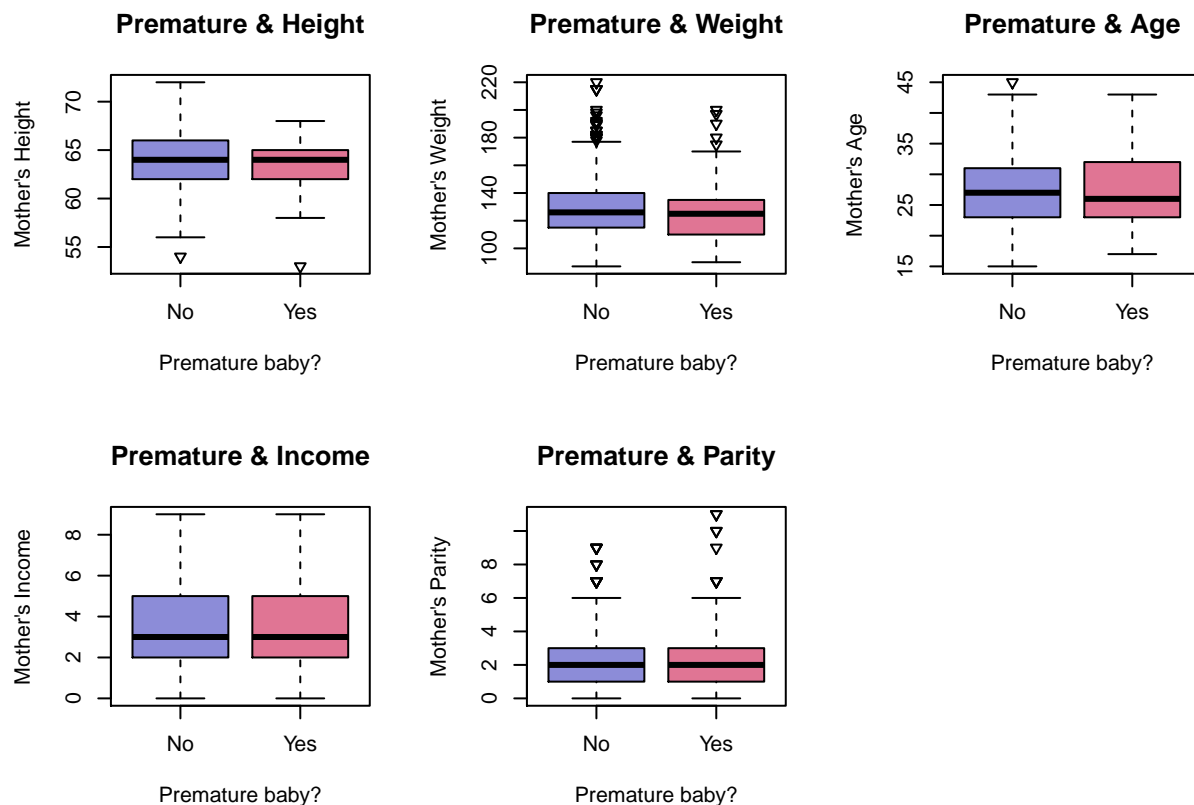 Premature & Height
Mother's Height
70
65
60
55
No
Yes
Premature baby?
Premature & Weight
Mother's Weight
220
180
140
100
No
Yes
Premature baby?
Premature & Age
Mother's Age
45
35
25
15
No
Yes
Premature baby?
Premature & Income
Mother's Income
8
6
4
2
0
No
Yes
Premature baby?
Premature & Parity
Mother's Parity
8
6
4
2
0
No
Yes
Premature baby?